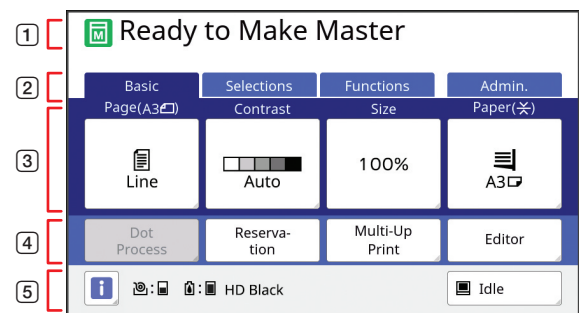 1
M Ready to Make Master
2
Basic Selections Functions Admin.
Page(A3) Contrast Size Paper()
3
Line Auto 100% A3
4
Dot Process
Reserva-
tion
Multi-Up
Print
Editor
5
i : : HD Black Idle